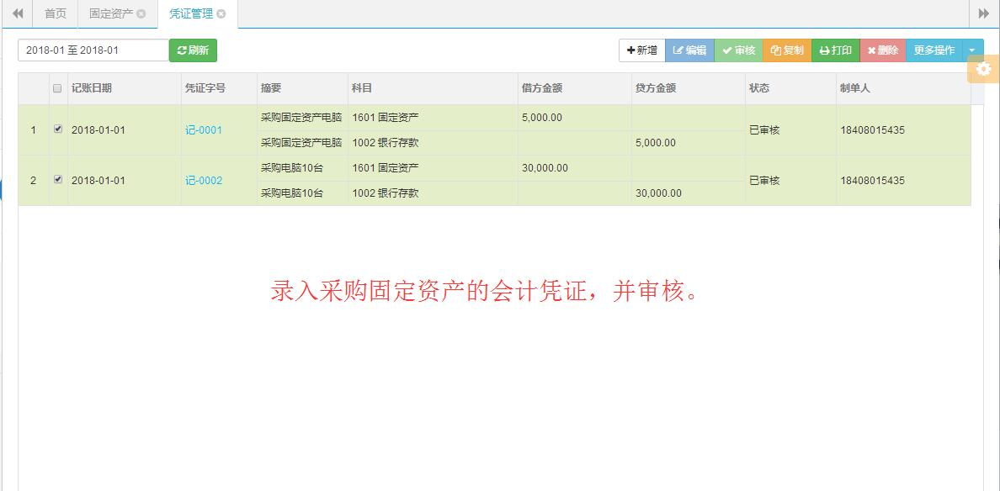 首页 固定资产 凭证管理
2018-01 至 2018-01 刷新 新增 编辑 审核 复制 打印 删除 更多操作
记账日期 凭证字号 摘要 科目 借方金额 贷方金额 状态 制单人
采购固定资产电脑 1601 固定资产 5,000.00
1 2018-01-01 记-0001 已审核 18408015435
采购固定资产电脑 1002 银行存款 5,000.00
采购电脑10台 1601 固定资产 30,000.00
2 2018-01-01 记-0002 已审核 18408015435
采购电脑10台 1002 银行存款 30,000.00
录入采购固定资产的会计凭证，并审核。